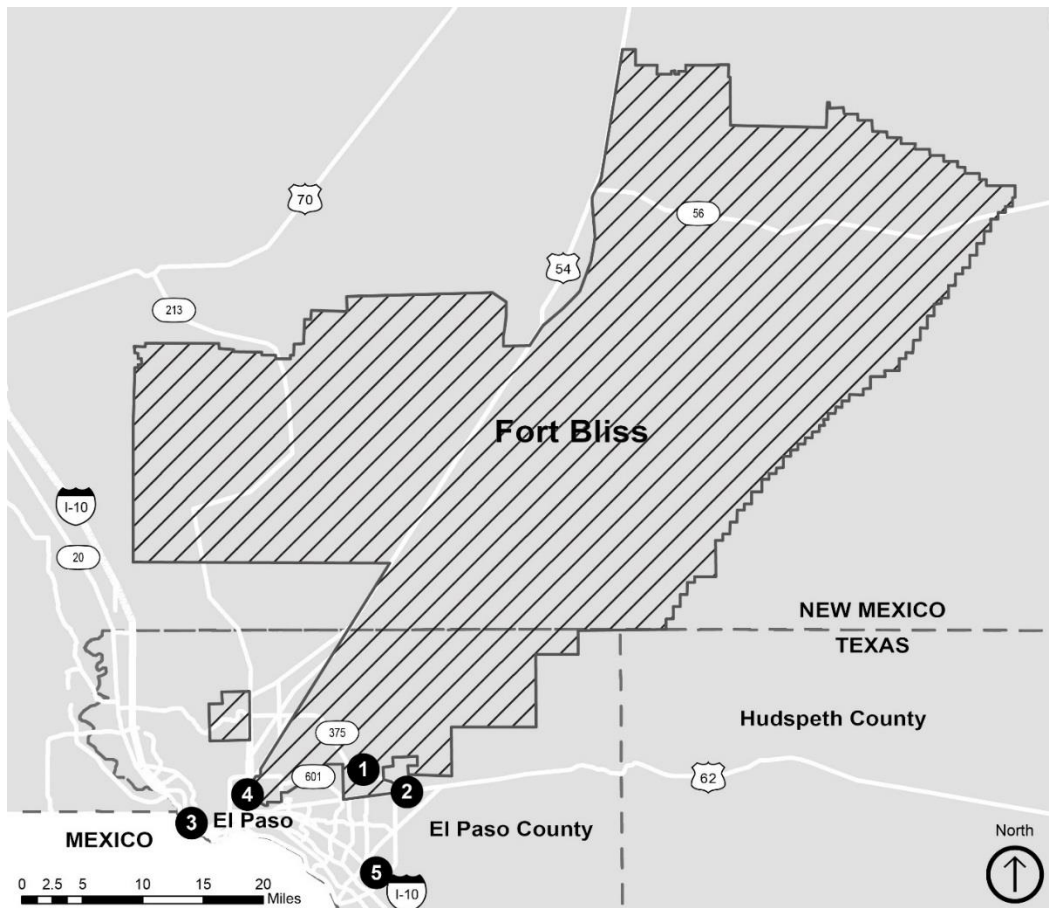 70
56
54
213
Fort Bliss
I-10
20
NEW MEXICO
TEXAS
Hudspeth County
375
1
601
62
2
4
3
El Paso
El Paso County
MEXICO
North
5
I-10
0 2.5 5 10 15 20
Miles